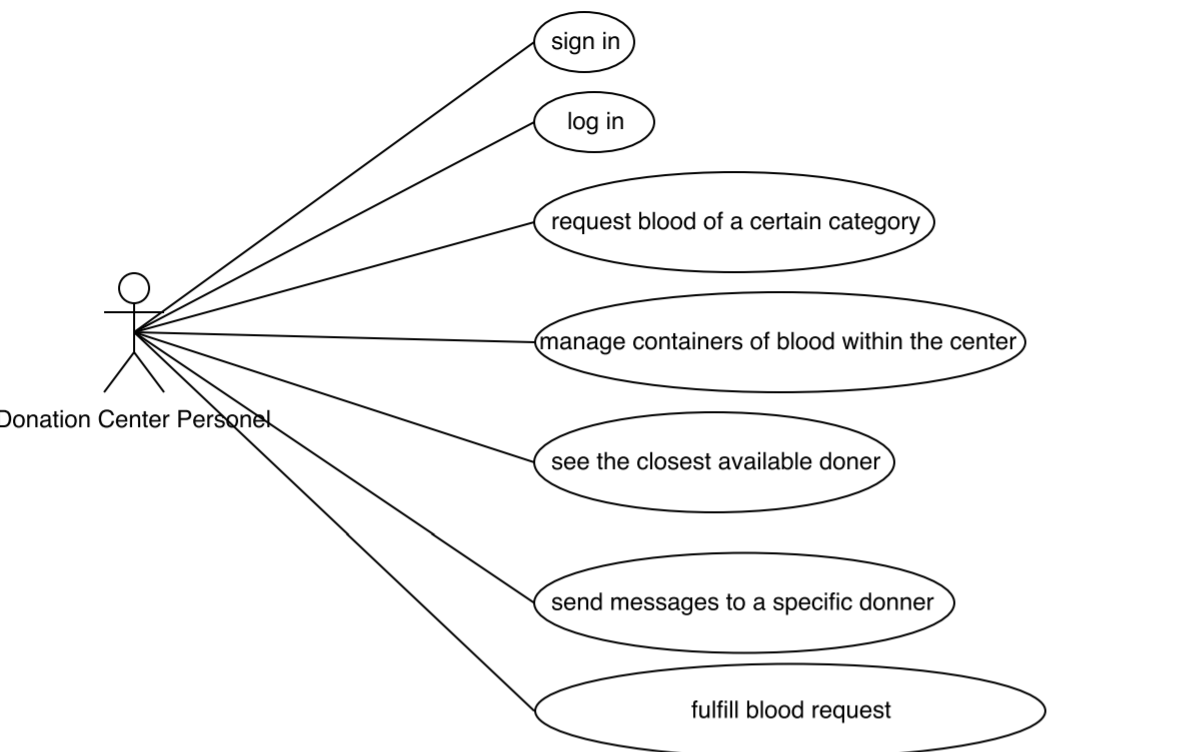 sign in
log in
request blood of a certain category
manage containers of blood within the center
Donation Center Personel
see the closest available doner
send messages to a specific donner
fulfill blood request